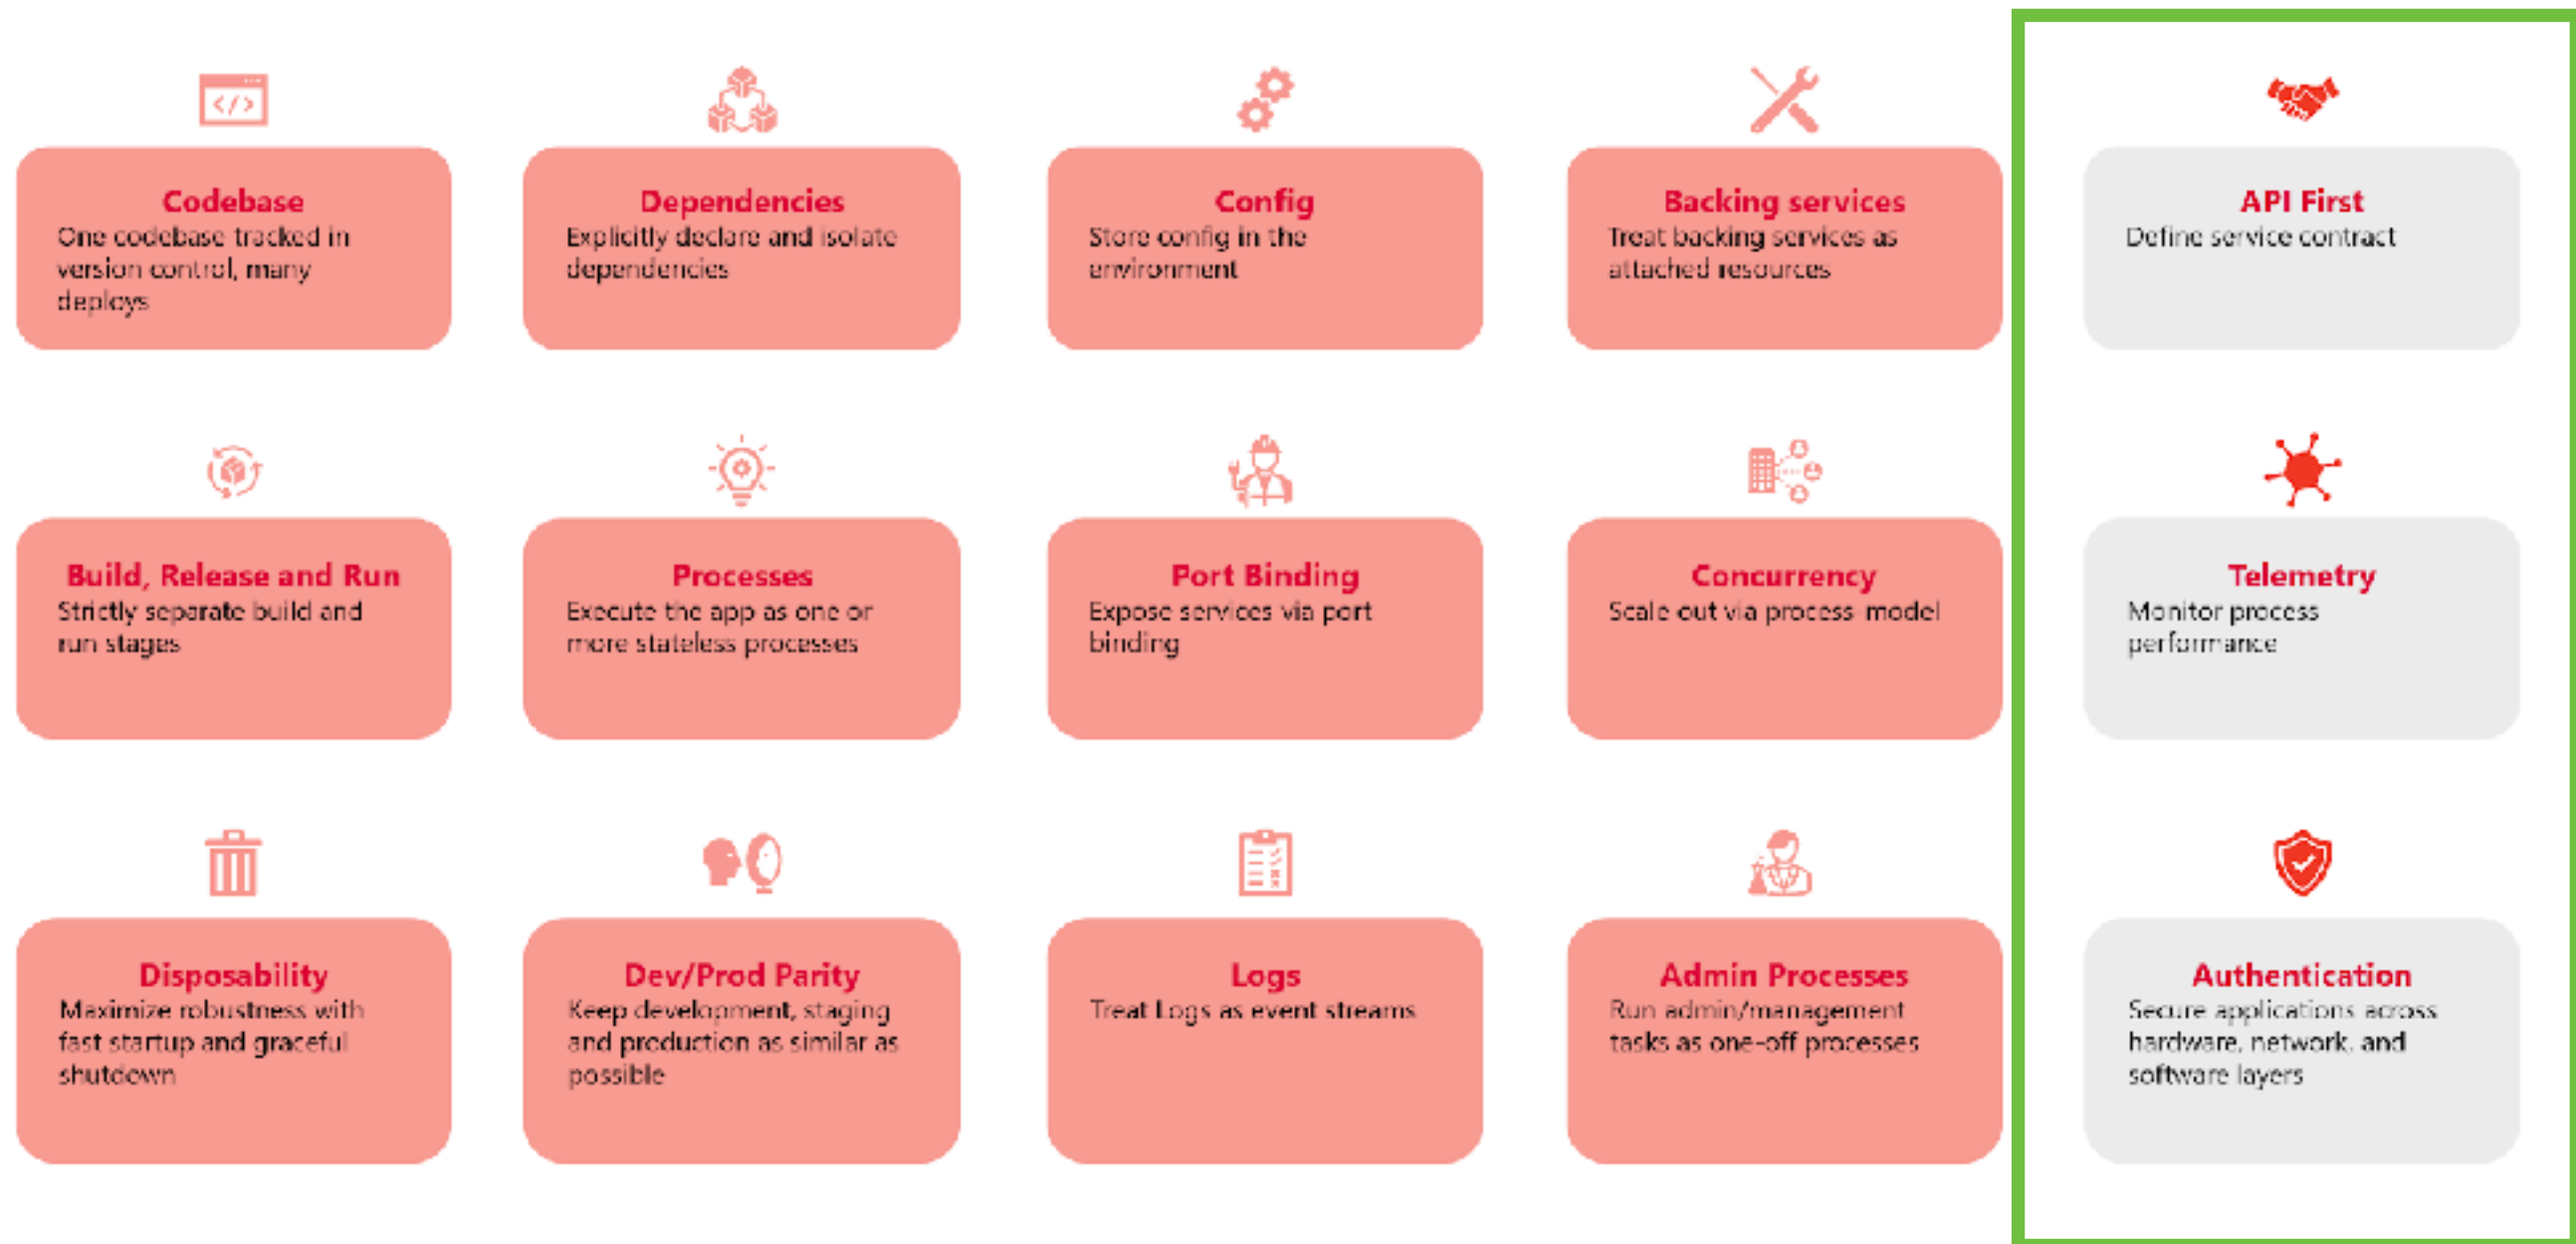 Codebase
One codebase tracked in
version control, many
deploys
Dependencies
Explicitly declare and isolate
dependencies
Config
Store config in the
environment
Backing services
Treat backing services as
attached resources
API First
Define service contract
Build, Release and Run
Strictly separate build and
run stages
Processes
Execute the app as one or
more stateless processes
Port Binding
Expose services via port
binding
Concurrency
Scale out via process model
Telemetry
Monitor process
performance
Disposability
Maximize robustness with
fast startup and graceful
shutdown
Dev/Prod Parity
Keep development, staging
and production as similar as
possible
Logs
Treat Logs as event streams
Admin Processes
Run admin/management
tasks as one-off processes
Authentication
Secure applications across
hardware, network, and
software layers